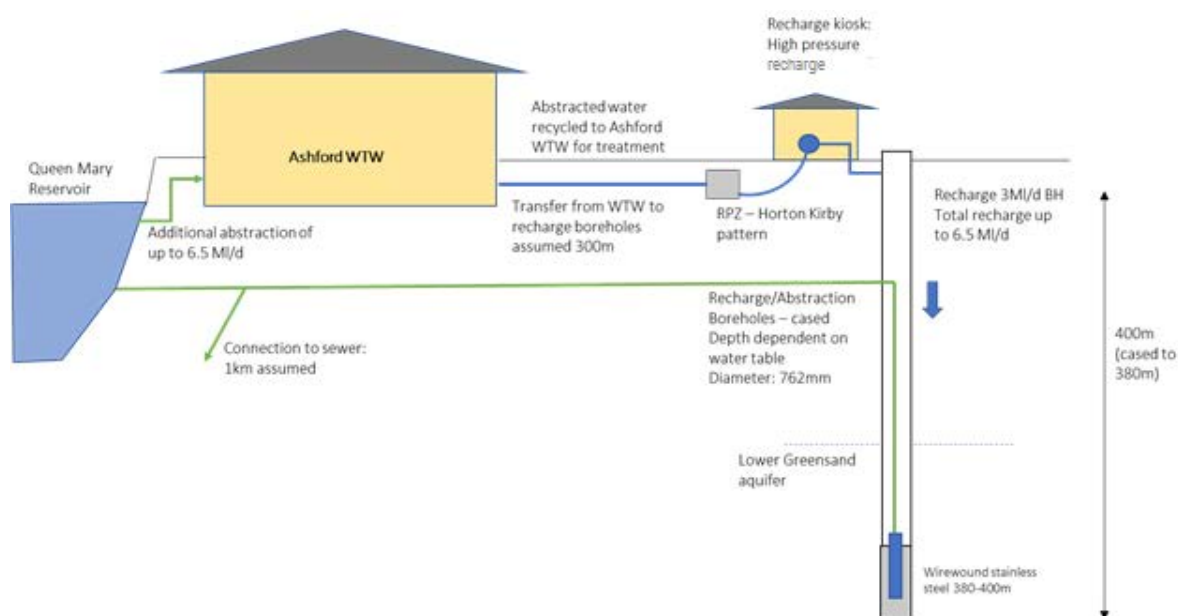 Recharge kiosk:
High pressure
recharge
Abstracted water
recycled to Ashford
WTW for treatment
Ashford WTW
Queen Mary
Reservoir
Additional abstraction of
up to 6.5 Ml/d
Transfer from WTW to
recharge boreholes
assumed 300m
RPZ – Horton Kirby
pattern
Recharge 3Ml/d BH
Total recharge up
to 6.5 Ml/d
Connection to sewer:
1km assumed
Recharge/Abstraction
Boreholes – cased
Depth dependent on
water table
Diameter: 762mm
400m
(cased to
380m)
Lower Greensand
aquifer
Wirewound stainless
steel 380-400m